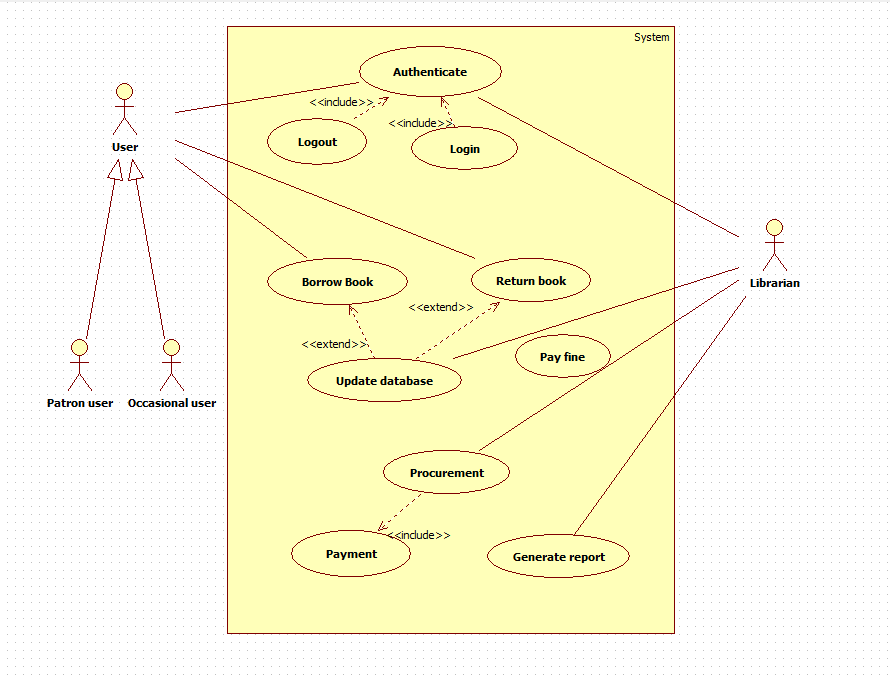 System
Authenticate
<<include>>
<<include>>
Logout
Login
User
Borrow Book
Return book
Librarian
<<extend>>
<<extend>>
Pay fine
Update database
Patron user
Occasional user
Procurement
<<include>>
Payment
Generate report